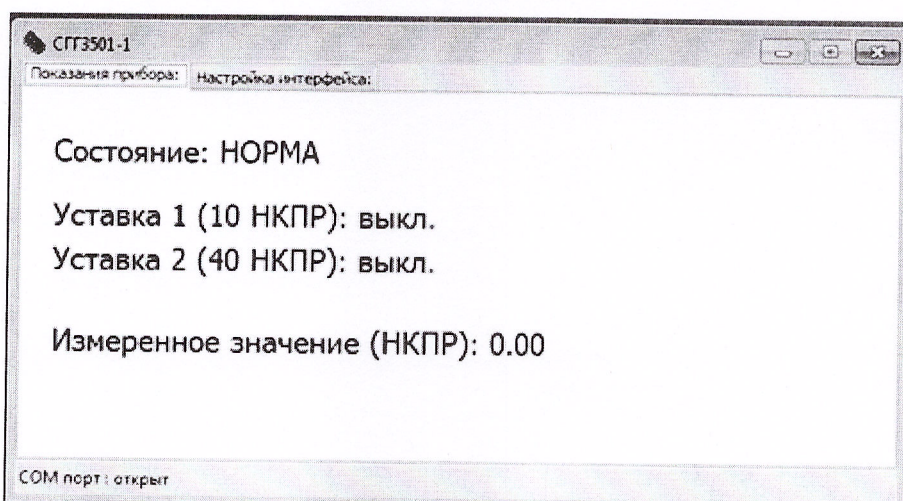 СГГ3501-1
Показания прибора: Настройка интерфейса:
Состояние: НОРМА
Уставка 1 (10 НКПР): выкл.
Уставка 2 (40 НКПР): выкл.
Измеренное значение (НКПР): 0.00
COM порт : открыт